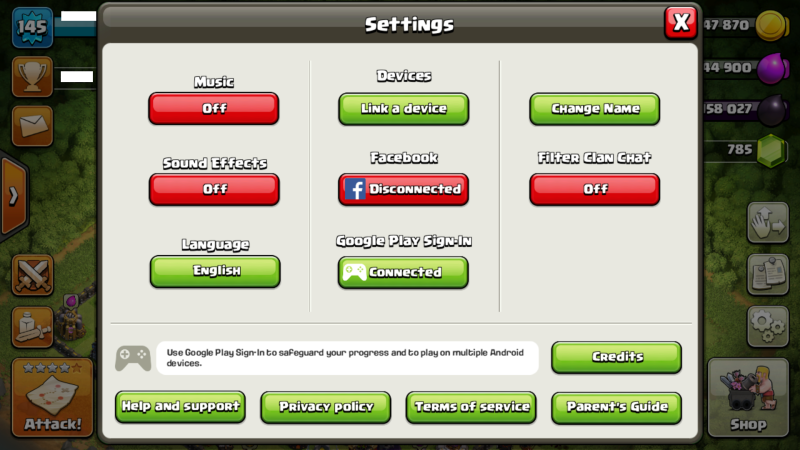 145
Settings
X
47 870
Music
Off
Devices
Link a device
Change Name
44 900
158 027
Sound Effects
Off
Facebook
f Disconnected
Filter Clan Chat
Off
785
Language
English
Google Play Sign-In
Connected
Use Google Play Sign-In to safeguard your progress and to play on multiple Android
devices.
Credits
Help and support
Privacy policy
Terms of service
Parent's Guide
Attack!
Shop